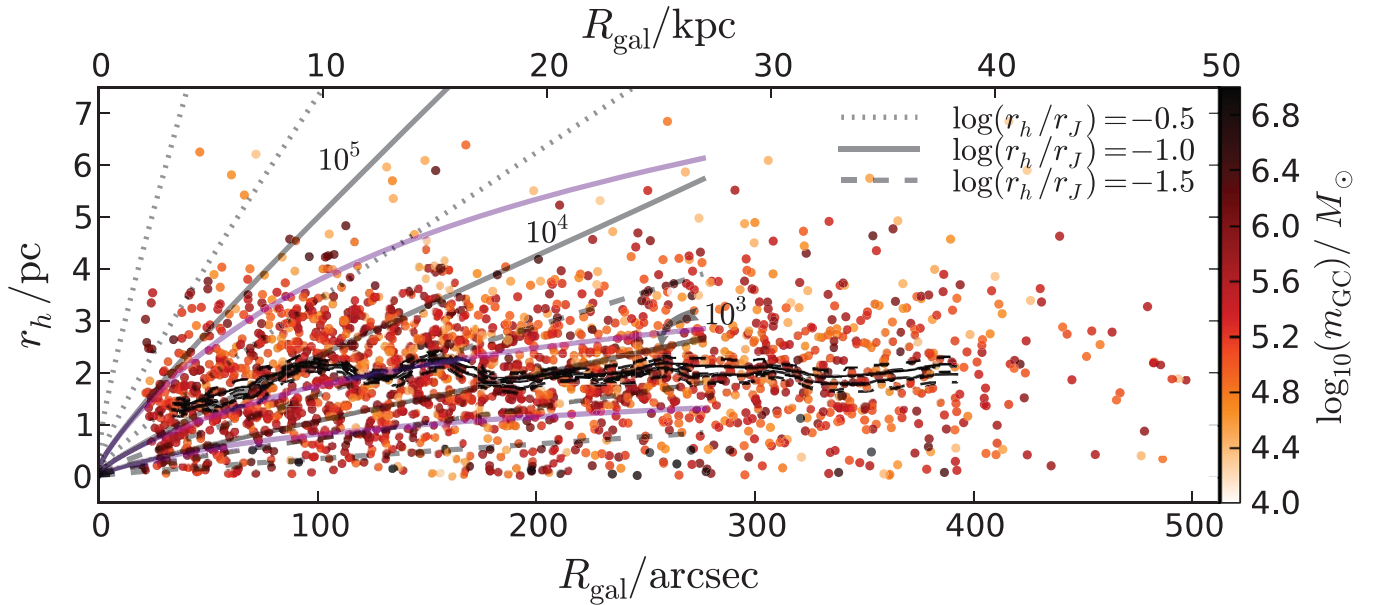 R_gal/kpc
0 10 20 30 40 50
7 6 5 4 3 2 1 0
r_h/pc
10^5
10^4
10^3
log(r_h/r_J)=−0.5
log(r_h/r_J)=−1.0
log(r_h/r_J)=−1.5
6.8
6.4
6.0
5.6
5.2
4.8
4.4
4.0
log_10(m_GC)/ M_⊙
0 100 200 300 400 500
R_gal/arcsec